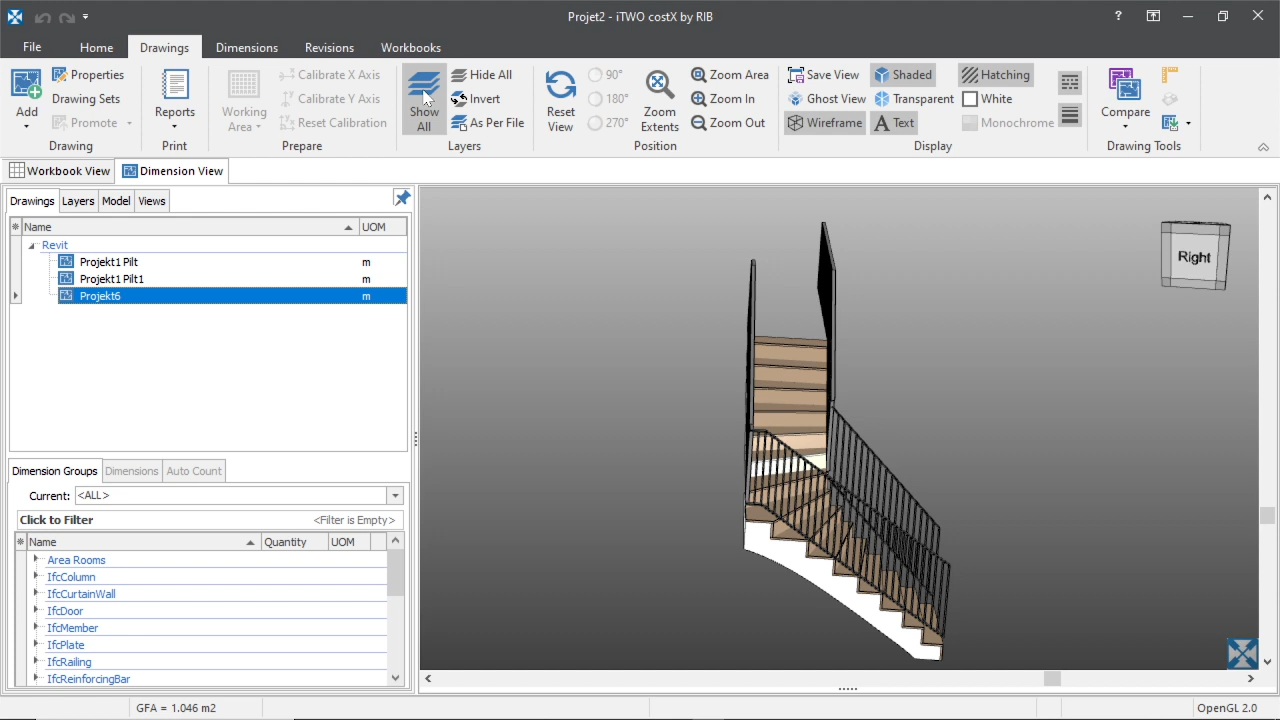 Projet2 - iTWO costX by RIB
?
File Home Drawings Dimensions Revisions Workbooks
Add
Properties
Drawing Sets
Promote
Drawing
Reports
Print
Working
Area
Calibrate X Axis
Calibrate Y Axis
Reset Calibration
Prepare
Show
All
Hide All
Invert
As Per File
Layers
Reset
View
90°
180°
270°
Zoom
Extents
Zoom Area
Zoom In
Zoom Out
Position
Save View
Ghost View
Wireframe
Shaded
Transparent
Text
Hatching
White
Monochrome
Display
Compare
Drawing Tools
Workbook View Dimension View
Drawings Layers Model Views
Name UOM
Revit
Projekt1 Pilt m
Projekt1 Pilt1 m
Projekt6 m
Dimension Groups Dimensions Auto Count
Current: <ALL>
Click to Filter <Filter is Empty>
Name Quantity UOM
Area Rooms
IfcColumn
IfcCurtainWall
IfcDoor
IfcMember
IfcPlate
IfcRailing
IfcReinforcingBar
Right
GFA = 1.046 m2
OpenGL 2.0